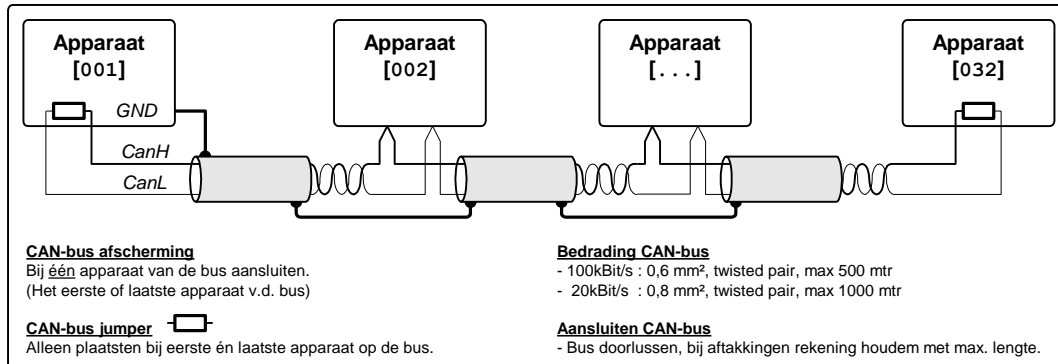 Apparaat
[001]
Apparaat
[002]
Apparaat
[...]
Apparaat
[032]
GND
CanH
CanL
CAN-bus afscherming
Bij één apparaat van de bus aansluiten.
(Het eerste of laatste apparaat v.d. bus)
CAN-bus jumper
Alleen plaatsten bij eerste én laatste apparaat op de bus.
Bedrading CAN-bus
- 100kBit/s : 0,6 mm², twisted pair, max 500 mtr
- 20kBit/s : 0,8 mm², twisted pair, max 1000 mtr
Aansluiten CAN-bus
- Bus doorlussen, bij aftakkingen rekening houdem met max. lengte.